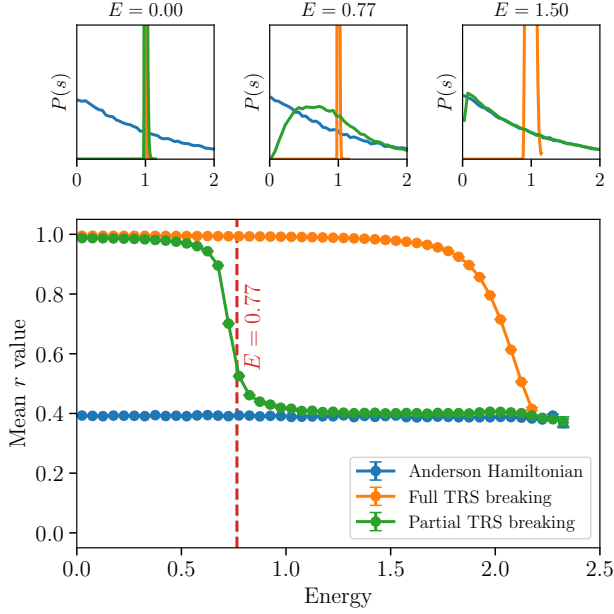 E = 0.00
E = 0.77
E = 1.50
P(s)
P(s)
P(s)
0
1
2
0
1
2
0
1
2
Mean r value
1.0
0.8
0.6
0.4
0.2
0.0
E = 0.77
Anderson Hamiltonian
Full TRS breaking
Partial TRS breaking
0.0
0.5
1.0
1.5
2.0
2.5
Energy